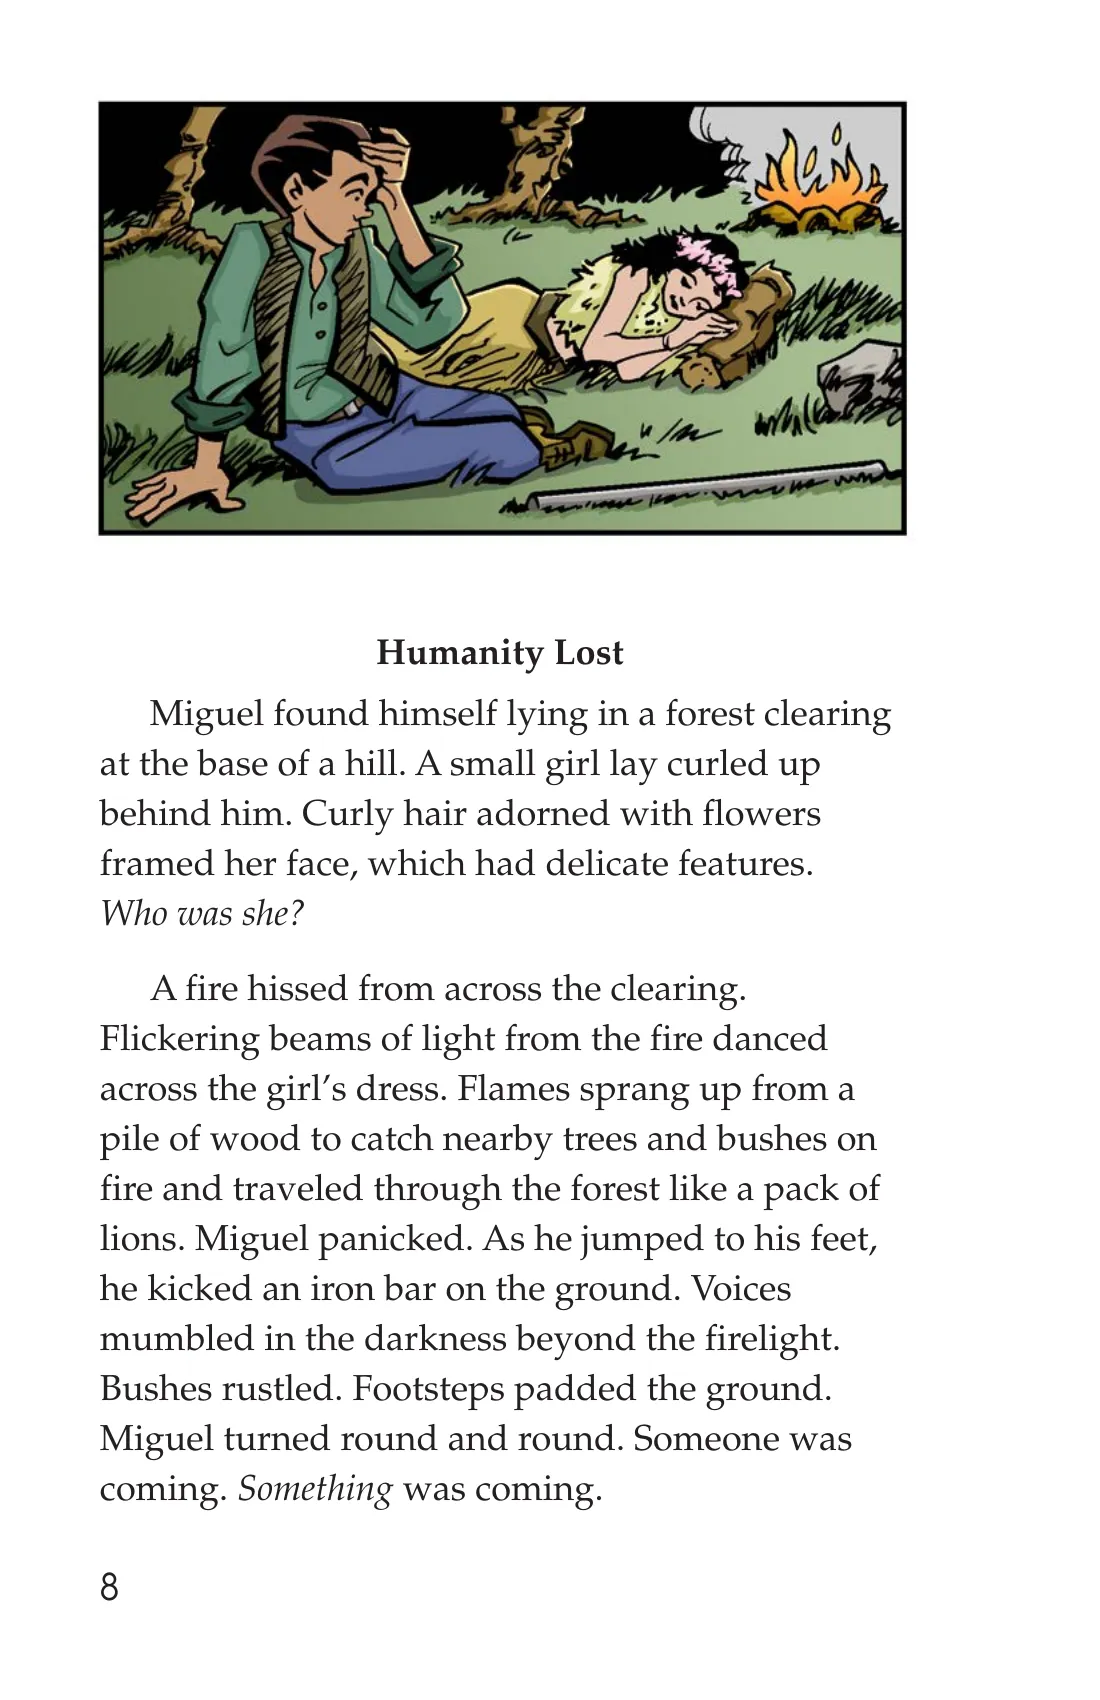 Humanity Lost
Miguel found himself lying in a forest clearing
at the base of a hill. A small girl lay curled up
behind him. Curly hair adorned with flowers
framed her face, which had delicate features.
Who was she?
A fire hissed from across the clearing.
Flickering beams of light from the fire danced
across the girl’s dress. Flames sprang up from a
pile of wood to catch nearby trees and bushes on
fire and traveled through the forest like a pack of
lions. Miguel panicked. As he jumped to his feet,
he kicked an iron bar on the ground. Voices
mumbled in the darkness beyond the firelight.
Bushes rustled. Footsteps padded the ground.
Miguel turned round and round. Someone was
coming. Something was coming.
8